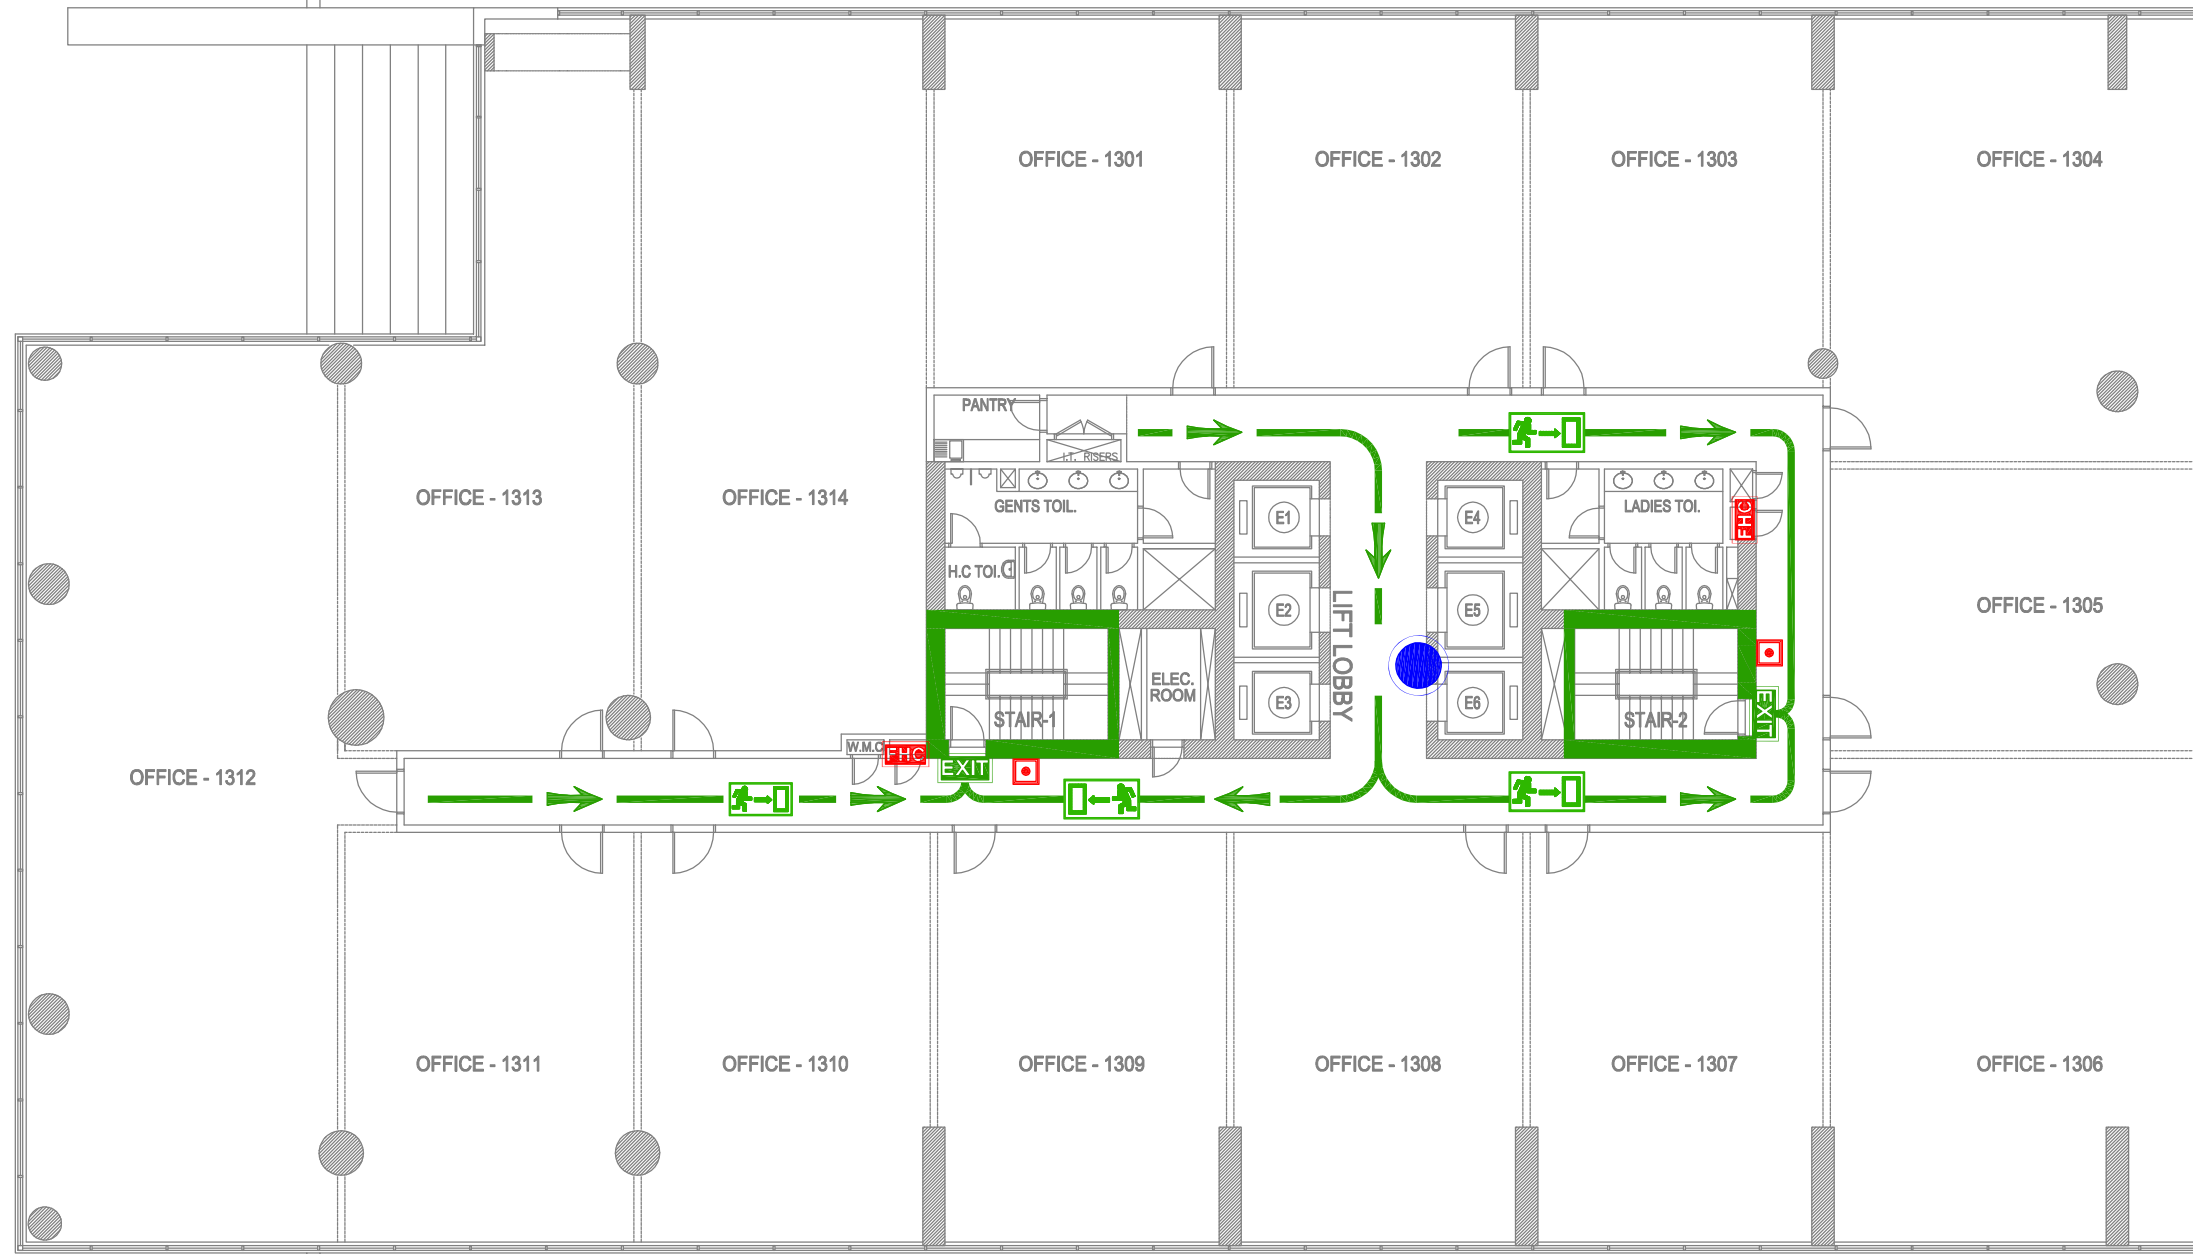 OFFICE - 1301
OFFICE - 1302
OFFICE - 1303
OFFICE - 1304
PANTRY
I.T. RISERS
OFFICE - 1313
OFFICE - 1314
GENTS TOIL.
E1
E4
LADIES TOI.
FHC
H.C TOI.
E2
LIFT LOBBY
E5
OFFICE - 1305
ELEC.
ROOM
E3
E6
STAIR-1
STAIR-2
EXIT
W.M.C
FHC
EXIT
OFFICE - 1312
OFFICE - 1311
OFFICE - 1310
OFFICE - 1309
OFFICE - 1308
OFFICE - 1307
OFFICE - 1306